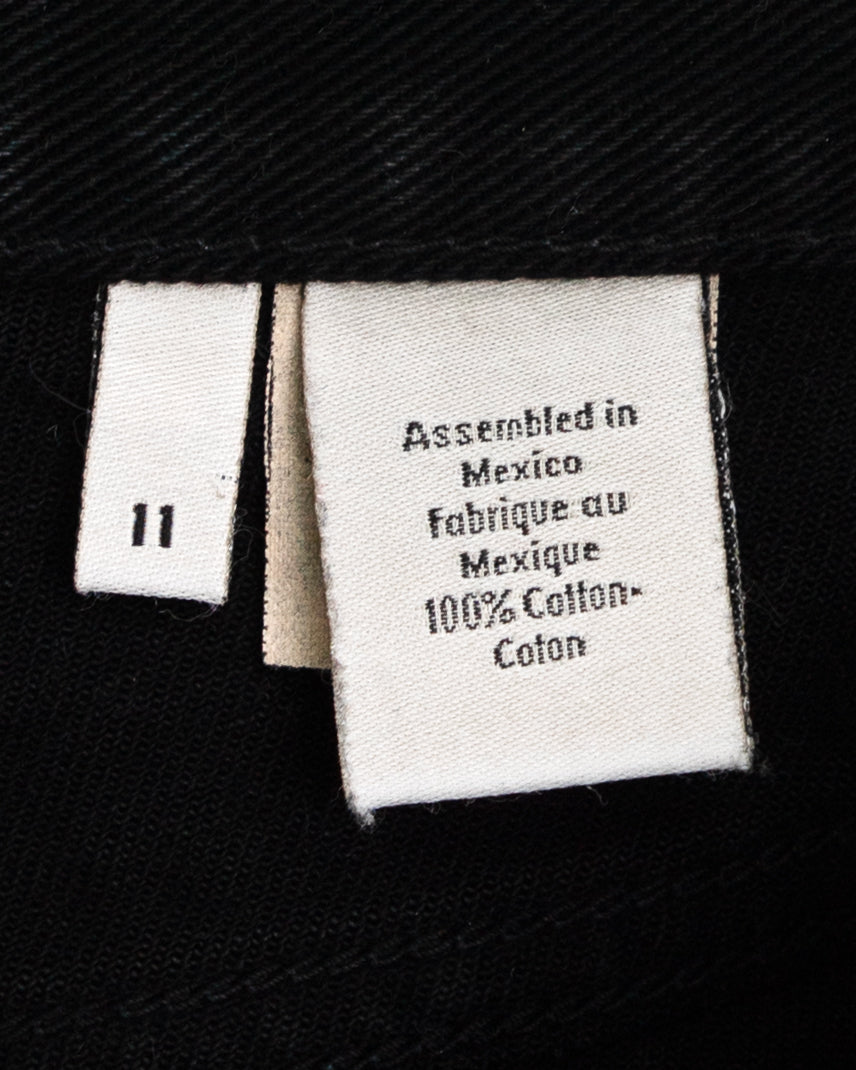 11
Assembled in
Mexico
Fabrique au
Mexique
100% Cotton-
Coton